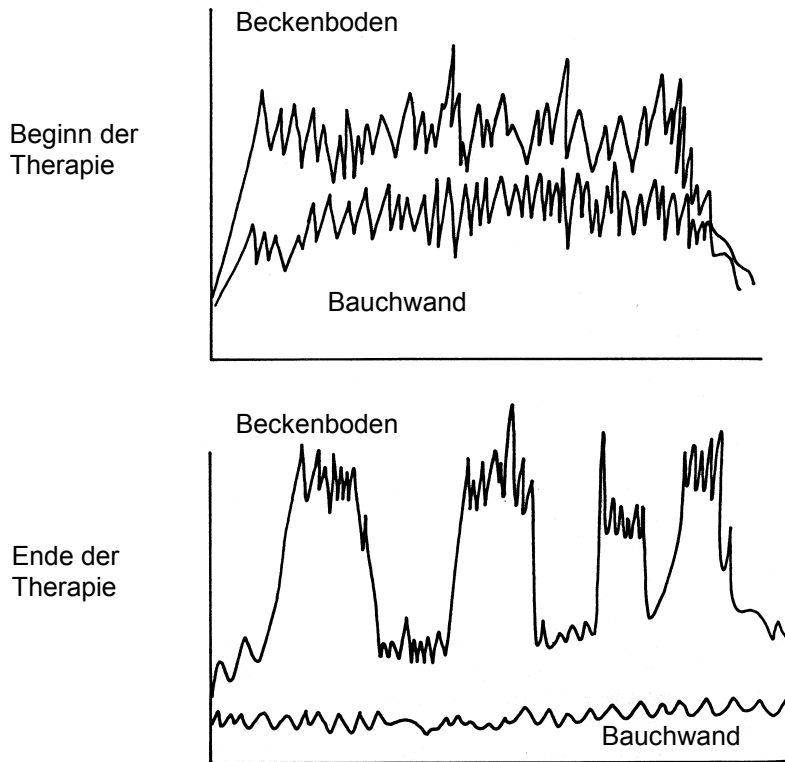 Beckenboden
Beginn der
Therapie
Bauchwand
Beckenboden
Ende der
Therapie
Bauchwand